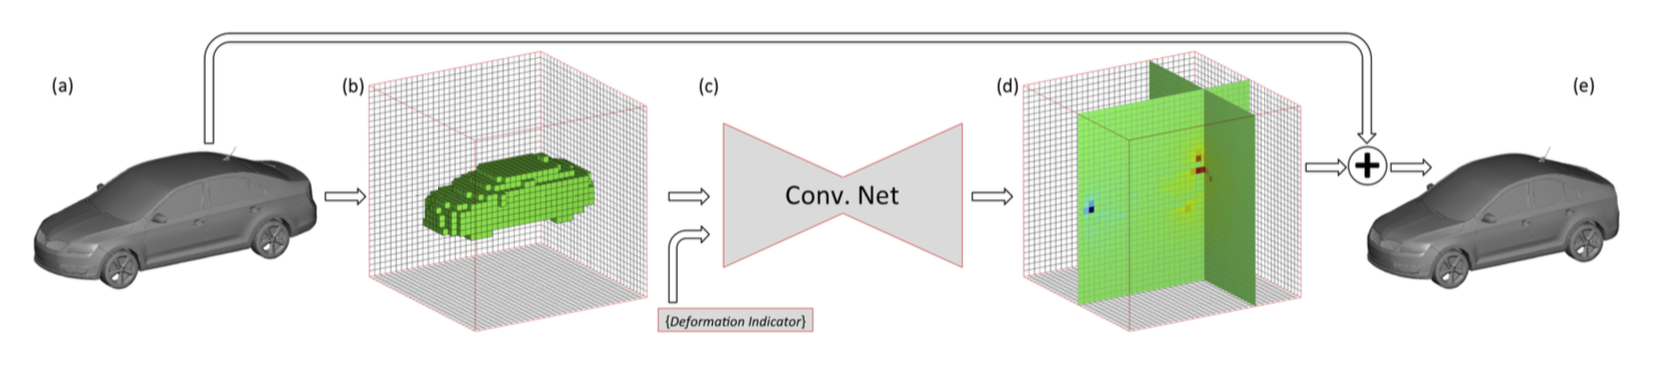 (a)
(b)
(c)
(d)
(e)
Conv. Net
{Deformation Indicator}